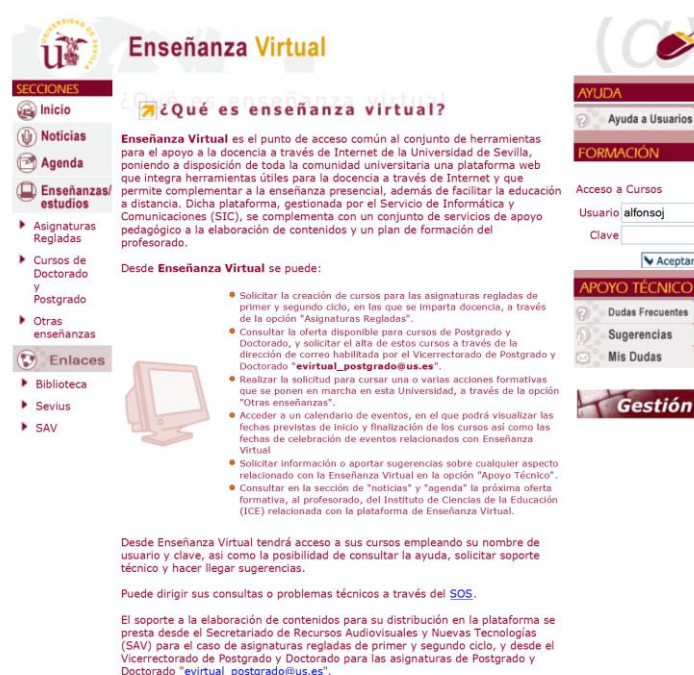 Enseñanza Virtual
SECCIONES
Inicio
Noticias
Agenda
Enseñanzas/
estudios
Asignaturas
Regladas
Cursos de
Doctorado
y
Postgrado
Otras
enseñanzas
Enlaces
Biblioteca
Sevius
SAV
¿Qué es enseñanza virtual?
Enseñanza Virtual es el punto de acceso común al conjunto de herramientas
para el apoyo a la docencia a través de Internet de la Universidad de Sevilla,
poniendo a disposición de toda la comunidad universitaria una plataforma web
que integra herramientas útiles para la docencia a través de Internet y que
permite complementar a la enseñanza presencial, además de facilitar la educación
a distancia. Dicha plataforma, gestionada por el Servicio de Informática y
Comunicaciones (SIC), se complementa con un conjunto de servicios de apoyo
pedagógico a la elaboración de contenidos y un plan de formación del
profesorado.
Desde Enseñanza Virtual se puede:
Solicitar la creación de cursos para las asignaturas regladas de
primer y segundo ciclo, en las que se imparta docencia, a través
de la opción "Asignaturas Regladas".
Consultar la oferta disponible para cursos de Postgrado y
Doctorado, y solicitar el alta de estos cursos a través de la
dirección de correo habilitada por el Vicerrectorado de Postgrado y
Doctorado "evirtual_postgrado@us.es".
Realizar la solicitud para cursar una o varias acciones formativas
que se ponen en marcha en esta Universidad, a través de la opción
"Otras enseñanzas".
Acceder a un calendario de eventos, en el que podrá visualizar las
fechas previstas de inicio y finalización de los cursos así como las
fechas de celebración de eventos relacionados con Enseñanza
Virtual
Solicitar información o aportar sugerencias sobre cualquier aspecto
relacionado con la Enseñanza Virtual en la opción "Apoyo Técnico".
Consultar en la sección de "noticias" y "agenda" la próxima oferta
formativa, al profesorado, del Instituto de Ciencias de la Educación
(ICE) relacionada con la plataforma de Enseñanza Virtual.
Desde Enseñanza Virtual tendrá acceso a sus cursos empleando su nombre de
usuario y clave, asi como la posibilidad de consultar la ayuda, solicitar soporte
técnico y hacer llegar sugerencias.
Puede dirigir sus consultas o problemas técnicos a través del SOS.
El soporte a la elaboración de contenidos para su distribución en la plataforma se
presta desde el Secretariado de Recursos Audiovisuales y Nuevas Tecnologías
(SAV) para el caso de asignaturas regladas de primer y segundo ciclo, y desde el
Vicerrectorado de Postgrado y Doctorado para las asignaturas de Postgrado y
Doctorado "evirtual_postgrado@us.es".
AYUDA
Ayuda a Usuarios
FORMACIÓN
Acceso a Cursos
Usuario alfonsoj
Clave
Aceptar
APOYO TÉCNICO
Dudas Frecuentes
Sugerencias
Mis Dudas
Gestión